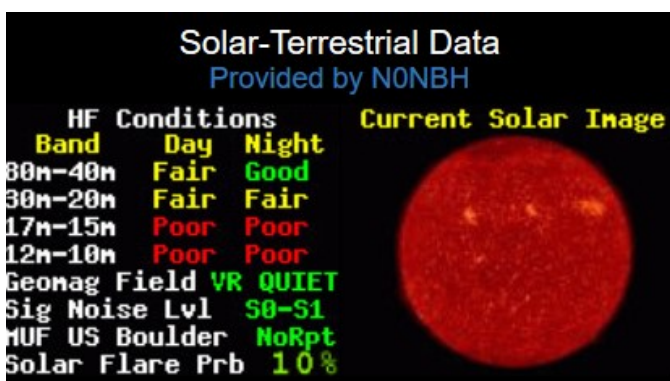 Solar-Terrestrial Data
Provided by N0NBH
HF Conditions
Band Day Night
80m-40m Fair Good
30m-20m Fair Fair
17m-15m Poor Poor
12m-10m Poor Poor
Geomag Field VR QUIET
Sig Noise Lvl S0-S1
MUF US Boulder NoRpt
Solar Flare Prb 10%
Current Solar Image